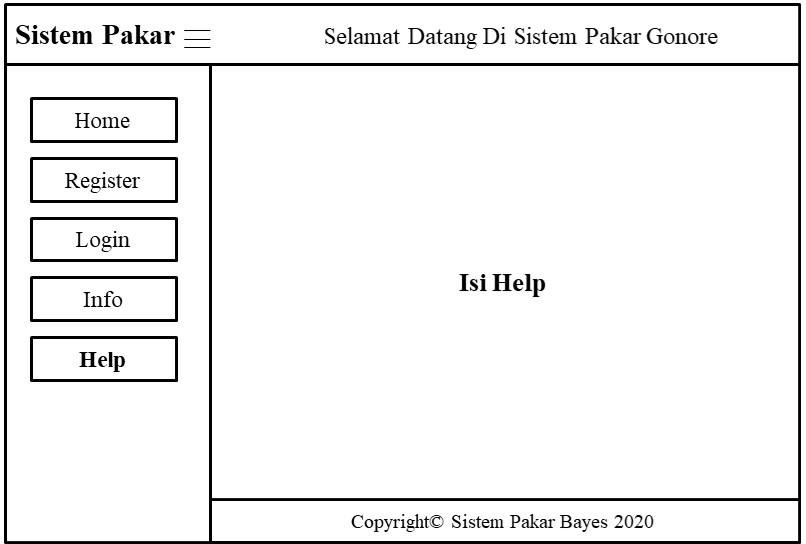 Sistem Pakar
Selamat Datang Di Sistem Pakar Gonore
Home
Register
Login
Info
Help
Isi Help
Copyright© Sistem Pakar Bayes 2020